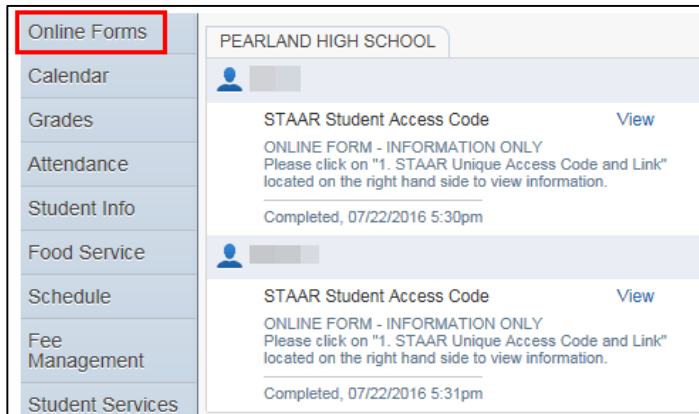 Online Forms
Calendar
Grades
Attendance
Student Info
Food Service
Schedule
Fee
Management
Student Services
PEARLAND HIGH SCHOOL
STAAR Student Access Code View
ONLINE FORM - INFORMATION ONLY
Please click on "1. STAAR Unique Access Code and Link"
located on the right hand side to view information.
Completed, 07/22/2016 5:30pm
STAAR Student Access Code View
ONLINE FORM - INFORMATION ONLY
Please click on "1. STAAR Unique Access Code and Link"
located on the right hand side to view information.
Completed, 07/22/2016 5:31pm